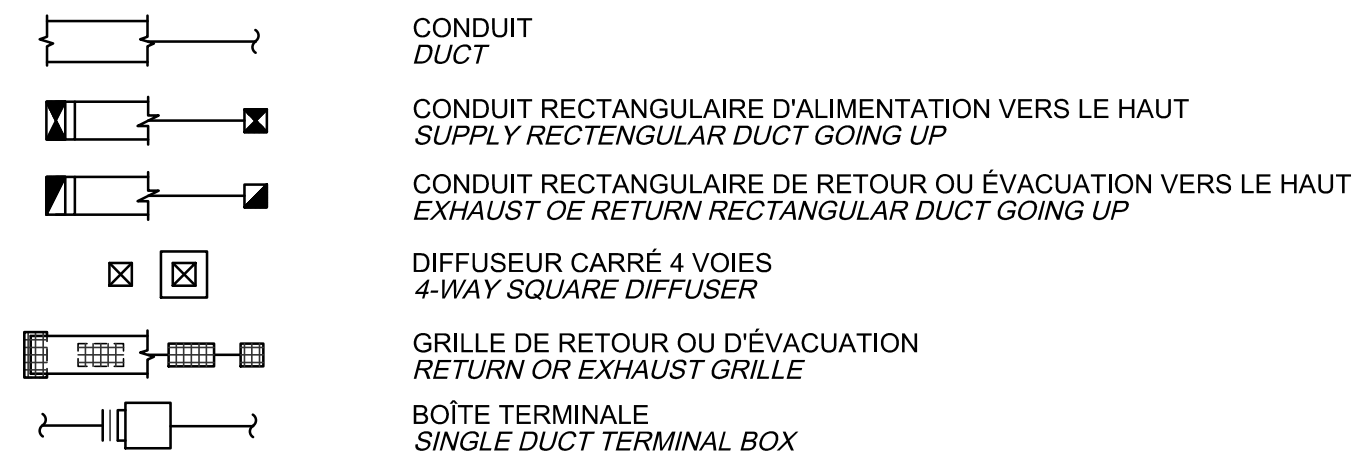 CONDUIT
DUCT
CONDUIT RECTANGULAIRE D'ALIMENTATION VERS LE HAUT
SUPPLY RECTENGULAR DUCT GOING UP
CONDUIT RECTANGULAIRE DE RETOUR OU ÉVACUATION VERS LE HAUT
EXHAUST OE RETURN RECTANGULAR DUCT GOING UP
DIFFUSEUR CARRÉ 4 VOIES
4-WAY SQUARE DIFFUSER
GRILLE DE RETOUR OU D'ÉVACUATION
RETURN OR EXHAUST GRILLE
BOÎTE TERMINALE
SINGLE DUCT TERMINAL BOX